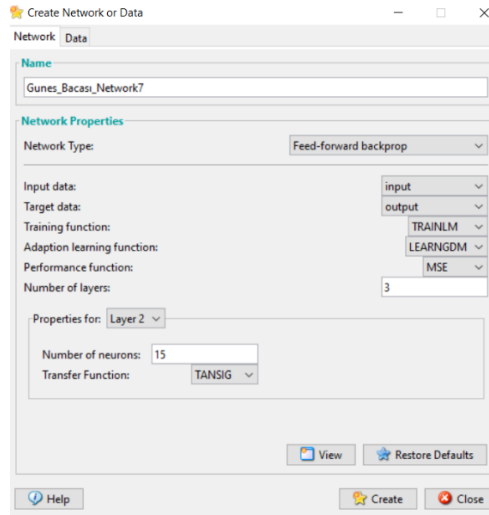 Create Network or Data
Network Data
Name
Gunes_Bacası_Network7
Network Properties
Network Type: Feed-forward backprop
Input data: input
Target data: output
Training function: TRAINLM
Adaption learning function: LEARNGDM
Performance function: MSE
Number of layers: 3
Properties for: Layer 2
Number of neurons: 15
Transfer Function: TANSIG
View Restore Defaults
Help Create Close